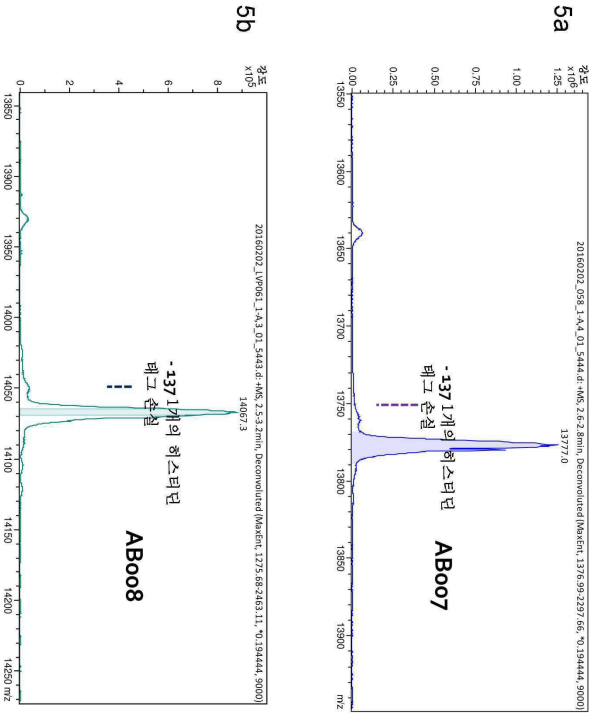 5a
강도
x10⁶
1.25
1.00
0.75
0.50
0.25
0.00
20160202_058_1-A,4_01_5444.d: +MS, 2.6-2.8min, Deconvoluted (MaxEnt, 1376.99-2297.66, *0.194444, 9000)
13777.0
-137 1개의 히스티딘
태그 손실
ABoo7
13550
13600
13650
13700
13750
13800
13850
13900
m/z
5b
강도
x10⁵
8
6
4
2
0
20160202_LVP061_1-A,3_01_5443.d: +MS, 2.5-3.2min, Deconvoluted (MaxEnt, 1275.68-2463.11, *0.194444, 9000)
14067.3
-137 1개의 히스티딘
태그 손실
ABoo8
13850
13900
13950
14000
14050
14100
14150
14200
14250 m/z